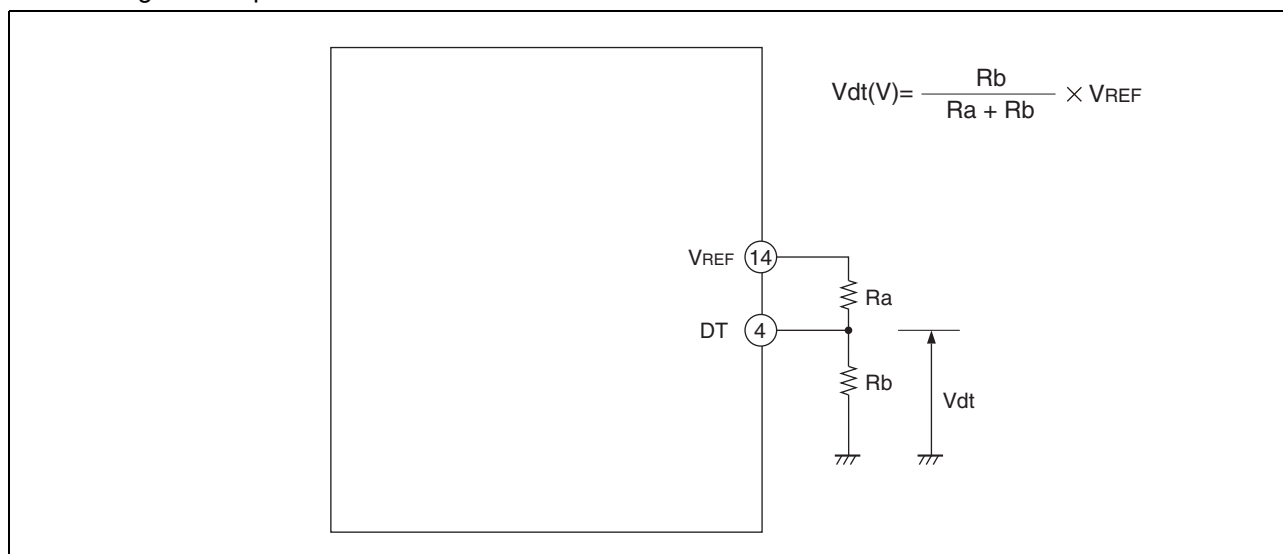 Vdt(V)= Rb / Ra + Rb × VREF
VREF 14
Ra
DT 4
Rb
Vdt